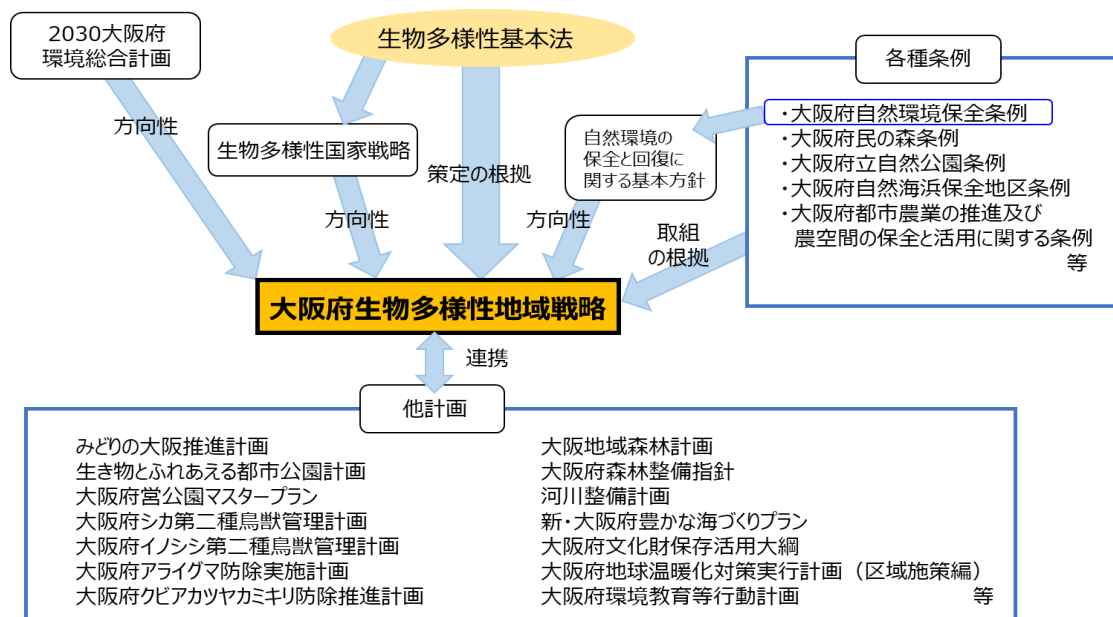 2030大阪府
環境総合計画
生物多様性基本法
各種条例
方向性
生物多様性国家戦略
策定の根拠
自然環境の
保全と回復に
関する基本方針
・大阪府自然環境保全条例
・大阪府民の森条例
・大阪府立自然公園条例
・大阪府自然海浜保全地区条例
・大阪府都市農業の推進及び
農空間の保全と活用に関する条例
等
方向性
方向性
取組
の根拠
大阪府生物多様性地域戦略
連携
他計画
みどりの大阪推進計画
生き物とふれあえる都市公園計画
大阪府営公園マスタープラン
大阪府シカ第二種鳥獣管理計画
大阪府イノシシ第二種鳥獣管理計画
大阪府アライグマ防除実施計画
大阪府クビアカツヤカミキリ防除推進計画
大阪地域森林計画
大阪府森林整備指針
河川整備計画
新・大阪府豊かな海づくりプラン
大阪府文化財保存活用大綱
大阪府地球温暖化対策実行計画（区域施策編）
大阪府環境教育等行動計画 等